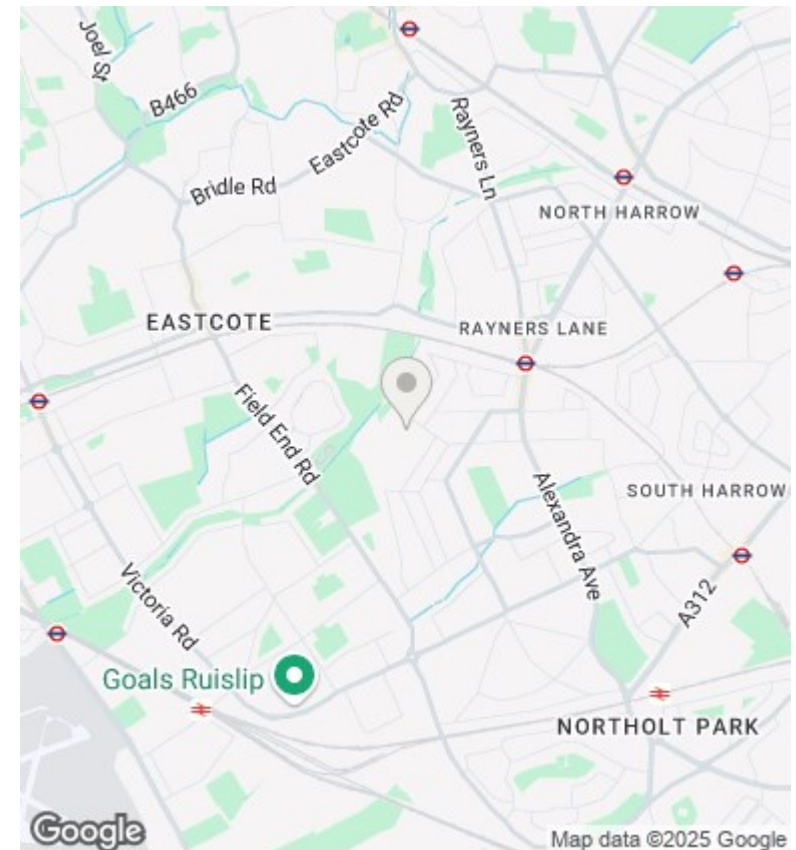 Joel St
B466
Eastcote Rd
Rayners Ln
Bridle Rd
NORTH HARROW
EASTCOTE
RAYNERS LANE
Field End Rd
SOUTH HARROW
Alexandra Ave
Victoria Rd
A312
Goals Ruislip
NORTHOLT PARK
Google
Map data ©2025 Google